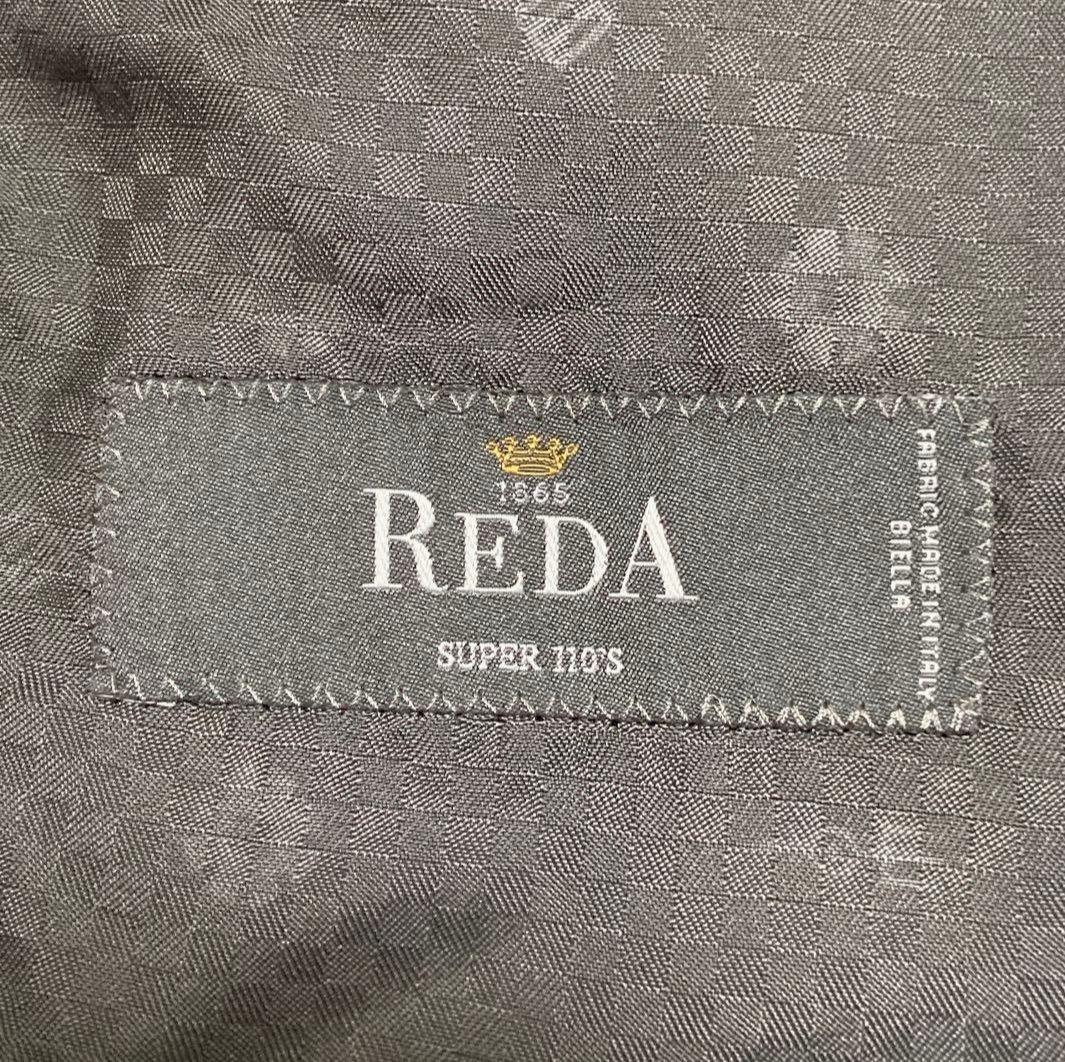 1865
REDA
SUPER 110'S
FABRIC MADE IN ITALY
BIELLA